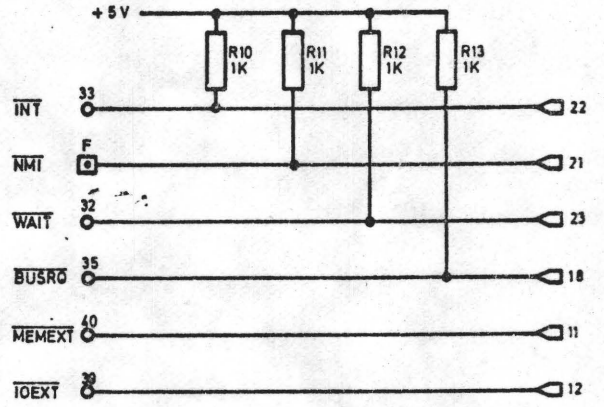 + 5 V
R10
1K
R11
1K
R12
1K
R13
1K
INT 33 22
NMI F 21
WAIT 32 23
BUSRQ 35 18
MEMEXT 40 11
IOEXT 39 12